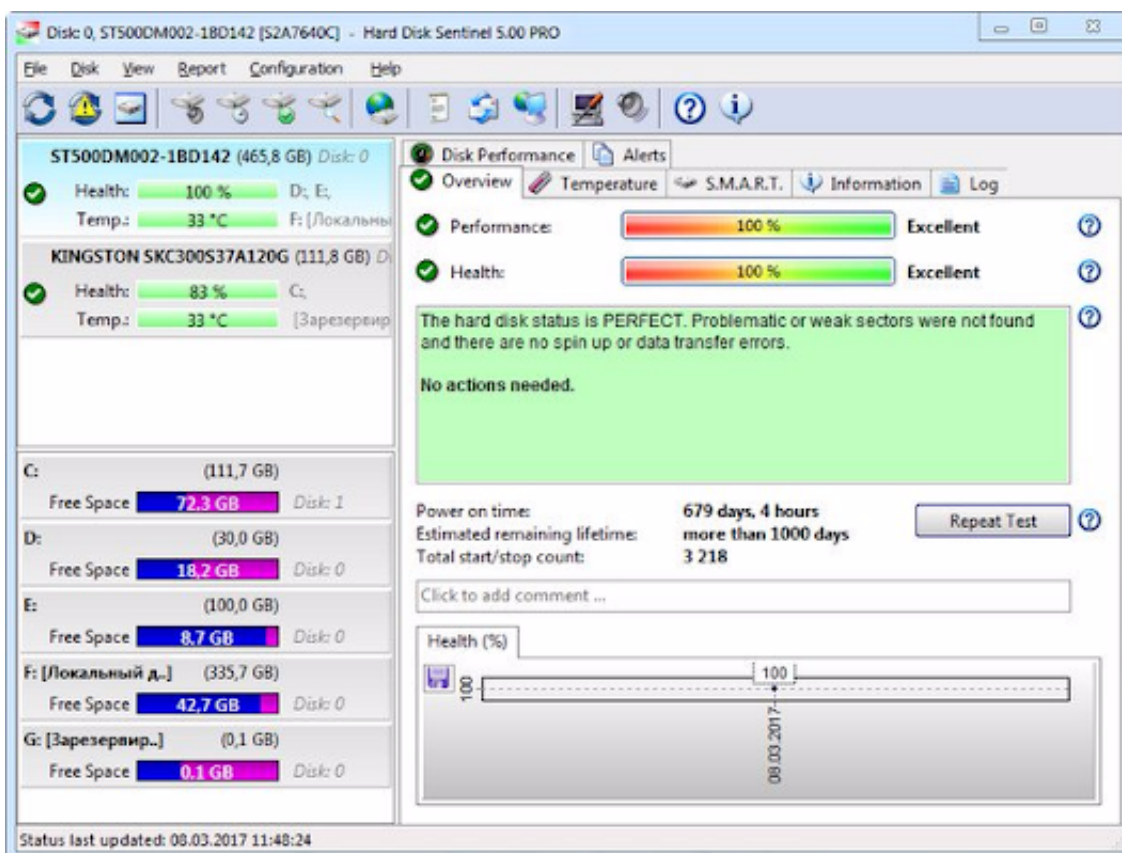 Disk: 0, ST500DM002-1BD142 [S2A7640C] - Hard Disk Sentinel 5.00 PRO
File Disk View Report Configuration Help
ST500DM002-1BD142 (465,8 GB) Disk: 0
Health: 100 % D:, E:,
Temp.: 33 °C F: [Локальны
KINGSTON SKC300S37A120G (111,8 GB) Di
Health: 83 % C:,
Temp.: 33 °C [Зарезервир
C: (111,7 GB)
Free Space 72.3 GB Disk: 1
D: (30,0 GB)
Free Space 18,2 GB Disk: 0
E: (100,0 GB)
Free Space 8.7 GB Disk: 0
F: [Локальный д..] (335,7 GB)
Free Space 42,7 GB Disk: 0
G: [Зарезервир..] (0,1 GB)
Free Space 0.1 GB Disk: 0
Disk Performance Alerts
Overview Temperature S.M.A.R.T. Information Log
Performance: 100 % Excellent
Health: 100 % Excellent
The hard disk status is PERFECT. Problematic or weak sectors were not found
and there are no spin up or data transfer errors.
No actions needed.
Power on time: 679 days, 4 hours
Estimated remaining lifetime: more than 1000 days
Total start/stop count: 3 218
Repeat Test
Click to add comment ...
Health (%)
100
100
08.03.2017
Status last updated: 08.03.2017 11:48:24